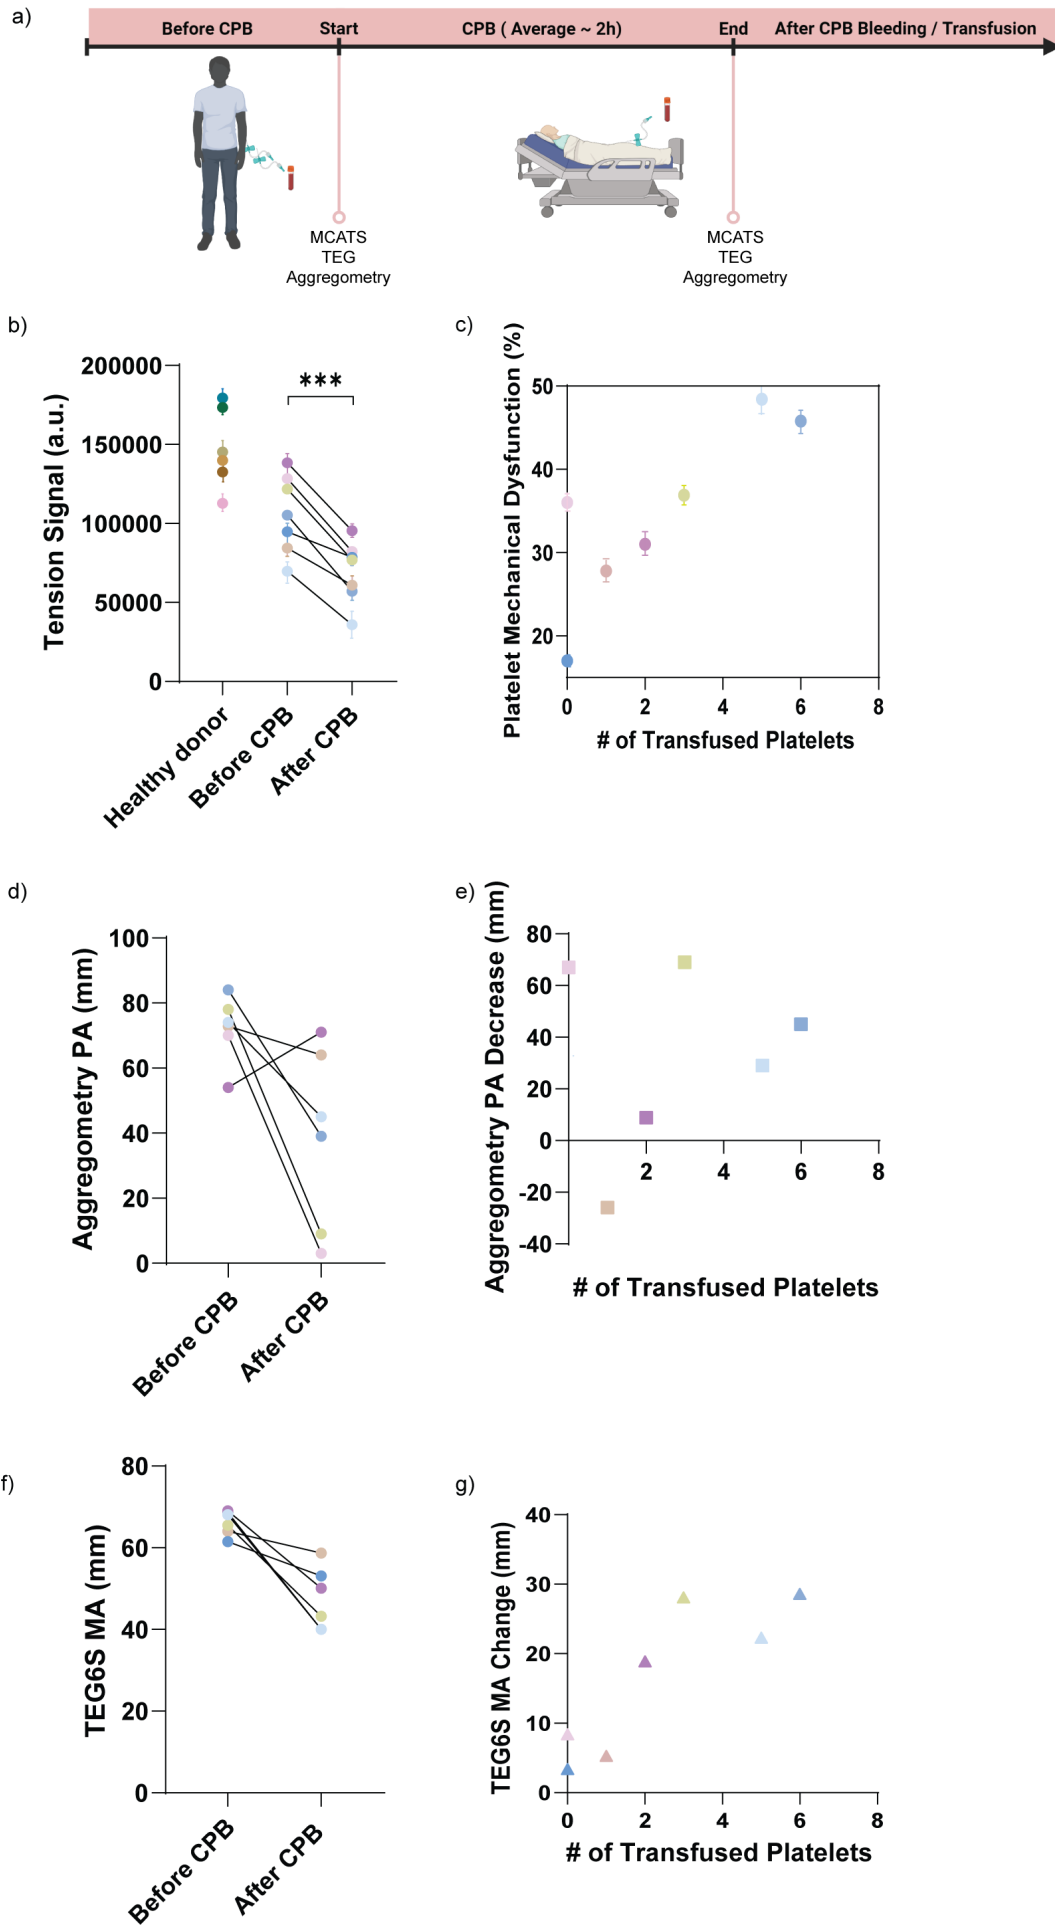 a)
Before CPB
Start
CPB ( Average ~ 2h)
End
After CPB Bleeding / Transfusion
MCATS
TEG
Aggregometry
MCATS
TEG
Aggregometry
b)
Tension Signal (a.u.)
200000
150000
100000
50000
0
***
Healthy donor
Before CPB
After CPB
c)
Platelet Mechanical Dysfunction (%)
50
40
30
20
0
2
4
6
8
# of Transfused Platelets
d)
Aggregometry PA (mm)
100
80
60
40
20
0
Before CPB
After CPB
e)
Aggregometry PA Decrease (mm)
80
60
40
20
0
-20
-40
2
4
6
8
# of Transfused Platelets
f)
TEG6S MA (mm)
80
60
40
20
0
Before CPB
After CPB
g)
TEG6S MA Change (mm)
40
30
20
10
0
0
2
4
6
8
# of Transfused Platelets